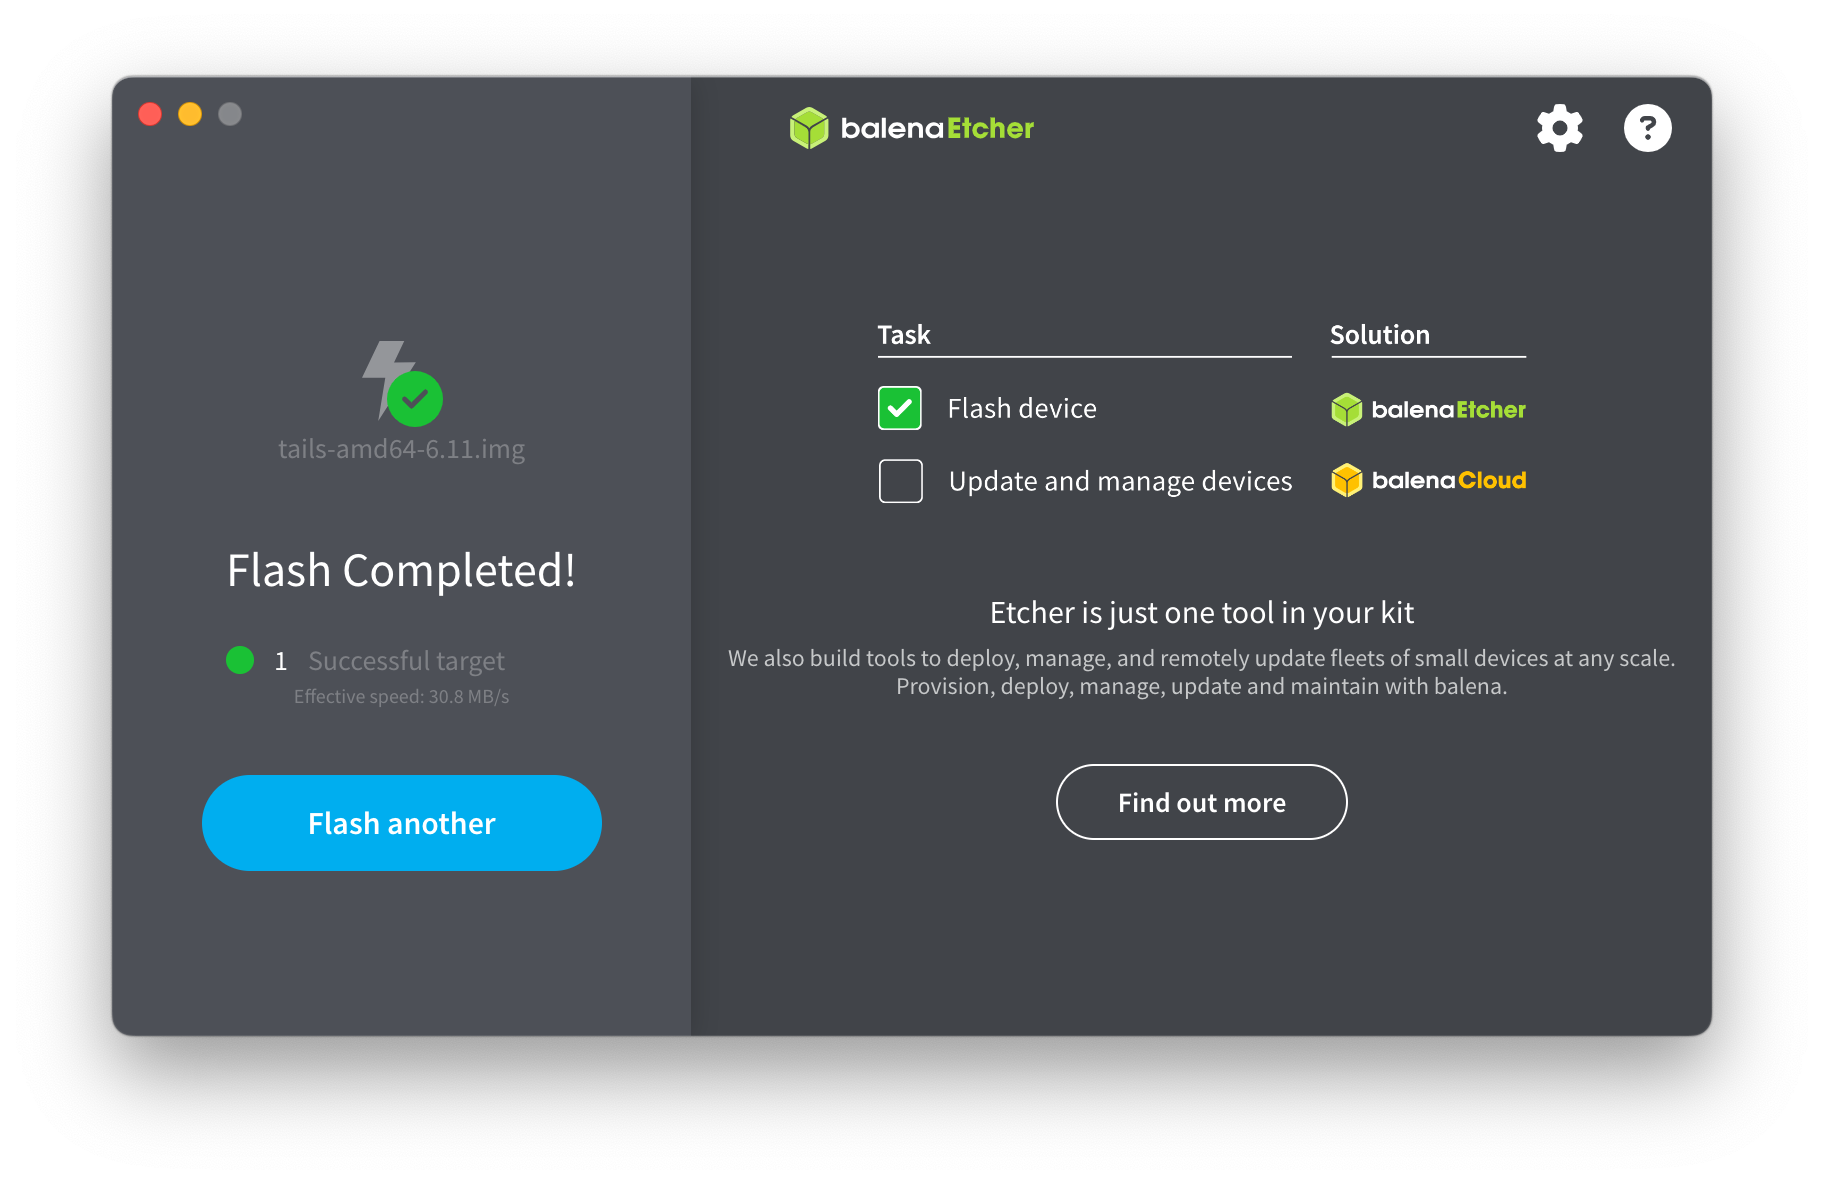 balenaEtcher
?
tails-amd64-6.11.img
Flash Completed!
1 Successful target
Effective speed: 30.8 MB/s
Flash another
Task Solution
Flash device balenaEtcher
Update and manage devices balenaCloud
Etcher is just one tool in your kit
We also build tools to deploy, manage, and remotely update fleets of small devices at any scale.
Provision, deploy, manage, update and maintain with balena.
Find out more